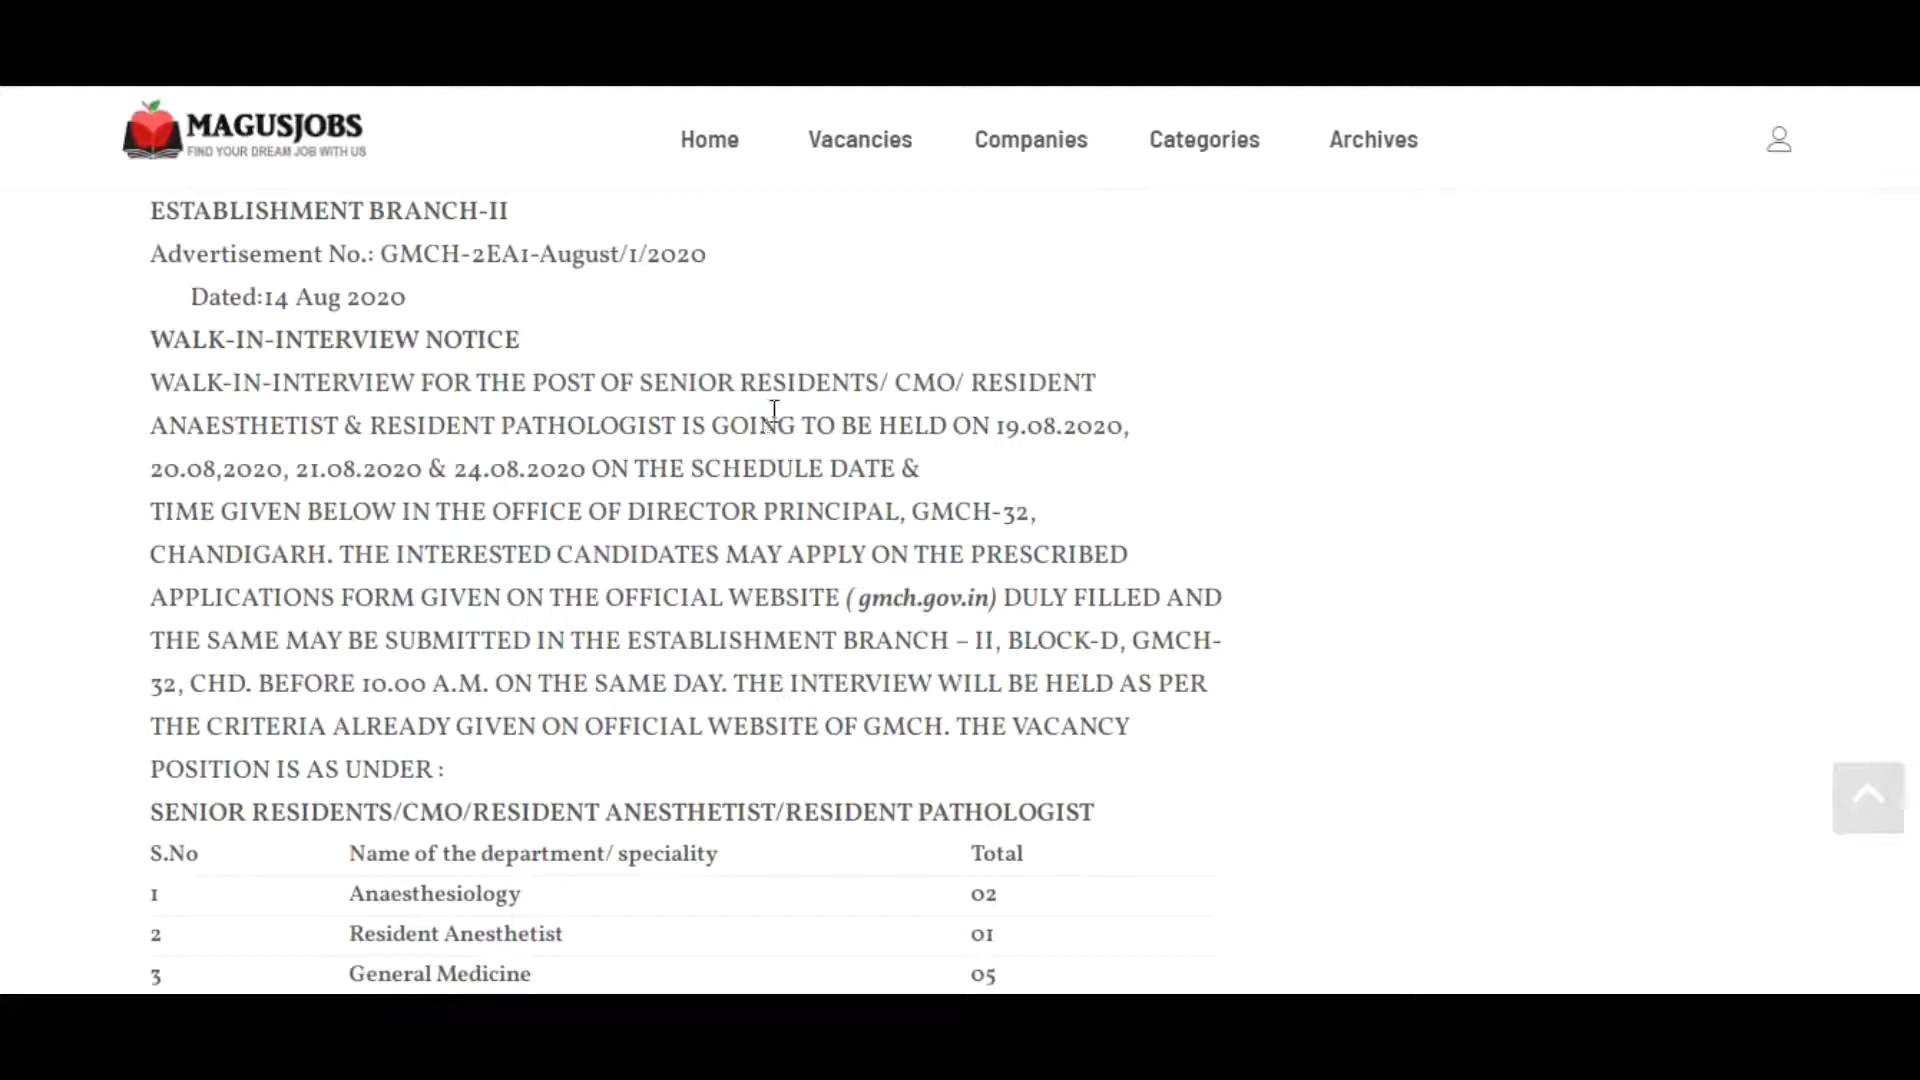 MAGUSJOBS
FIND YOUR DREAM JOB WITH US
Home Vacancies Companies Categories Archives
ESTABLISHMENT BRANCH-II
Advertisement No.: GMCH-2EA1-August/1/2020
Dated:14 Aug 2020
WALK-IN-INTERVIEW NOTICE
WALK-IN-INTERVIEW FOR THE POST OF SENIOR RESIDENTS/ CMO/ RESIDENT
ANAESTHETIST & RESIDENT PATHOLOGIST IS GOING TO BE HELD ON 19.08.2020,
20.08,2020, 21.08.2020 & 24.08.2020 ON THE SCHEDULE DATE &
TIME GIVEN BELOW IN THE OFFICE OF DIRECTOR PRINCIPAL, GMCH-32,
CHANDIGARH. THE INTERESTED CANDIDATES MAY APPLY ON THE PRESCRIBED
APPLICATIONS FORM GIVEN ON THE OFFICIAL WEBSITE ( gmch.gov.in) DULY FILLED AND
THE SAME MAY BE SUBMITTED IN THE ESTABLISHMENT BRANCH – II, BLOCK-D, GMCH-
32, CHD. BEFORE 10.00 A.M. ON THE SAME DAY. THE INTERVIEW WILL BE HELD AS PER
THE CRITERIA ALREADY GIVEN ON OFFICIAL WEBSITE OF GMCH. THE VACANCY
POSITION IS AS UNDER :
SENIOR RESIDENTS/CMO/RESIDENT ANESTHETIST/RESIDENT PATHOLOGIST
S.No Name of the department/ speciality Total
1 Anaesthesiology 02
2 Resident Anesthetist 01
3 General Medicine 05